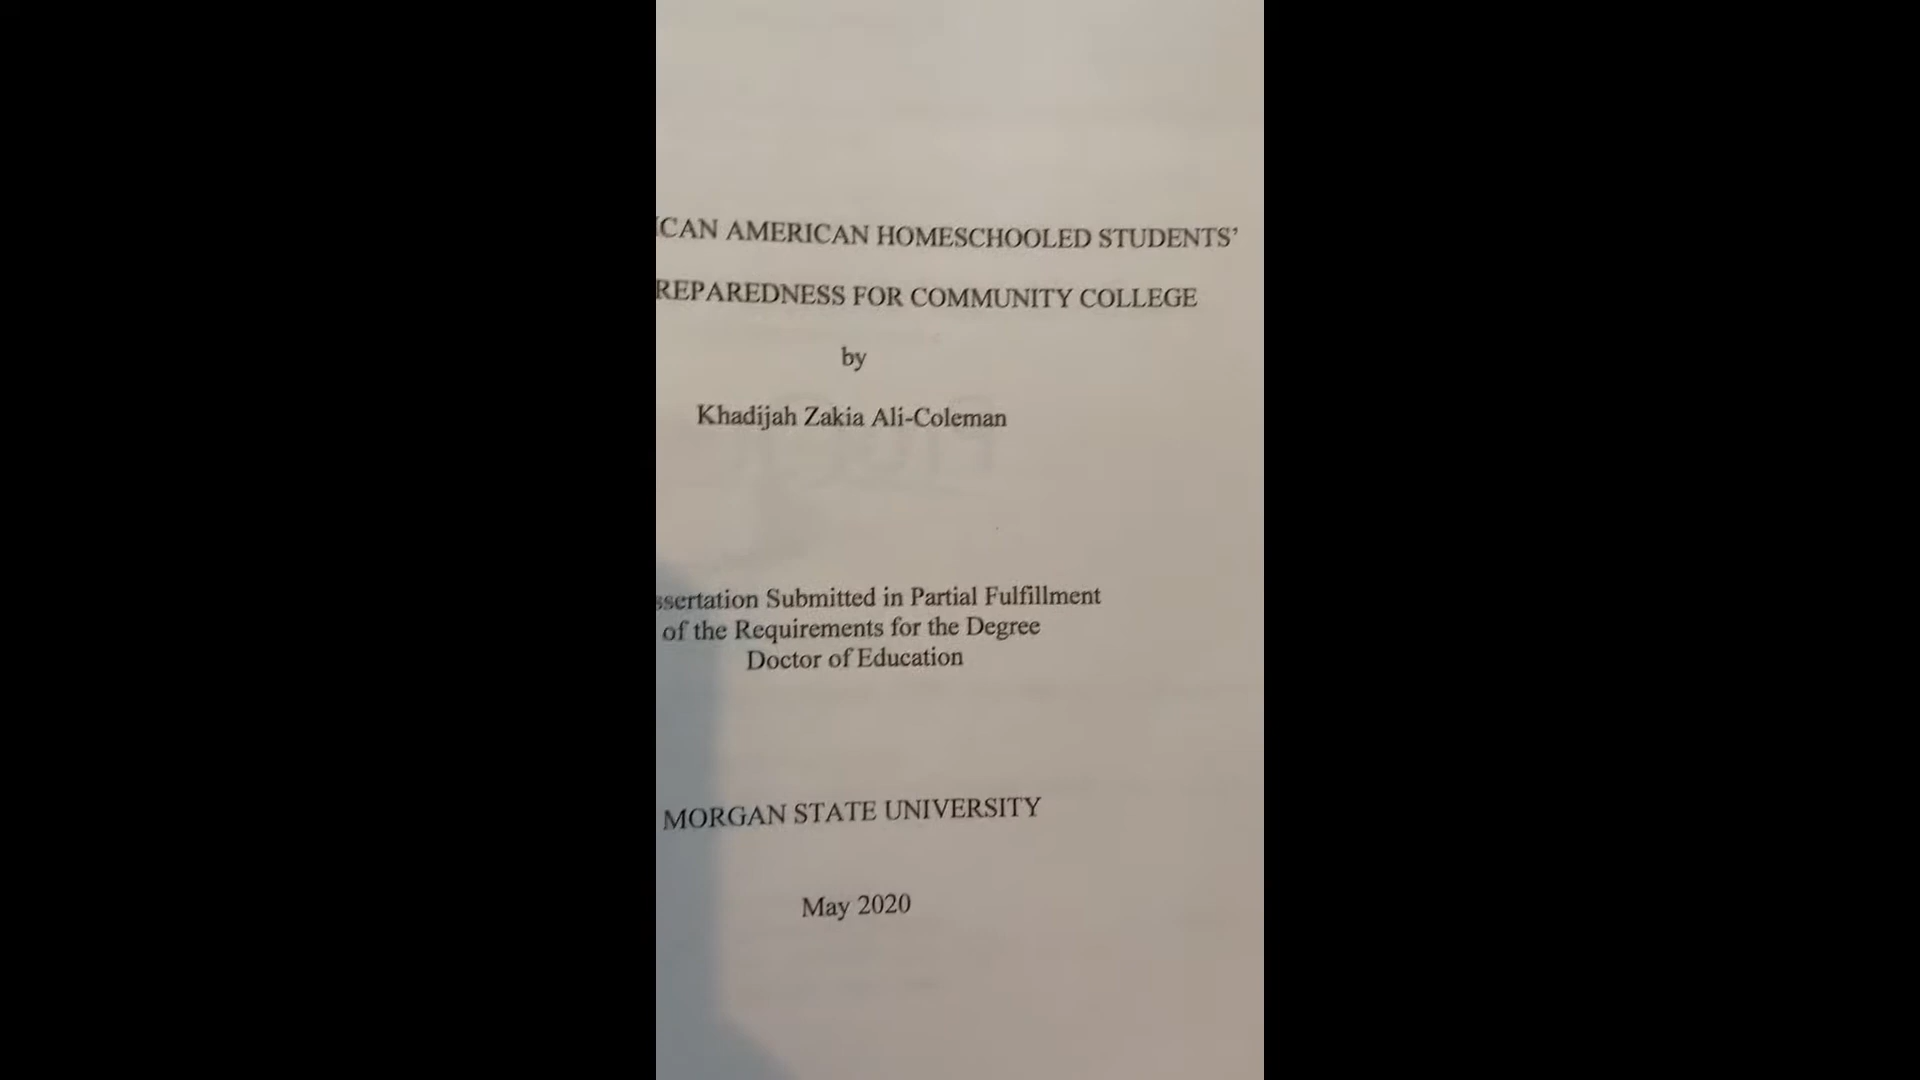 ICAN AMERICAN HOMESCHOOLED STUDENTS'
REPAREDNESS FOR COMMUNITY COLLEGE
by
Khadijah Zakia Ali-Coleman
ssertation Submitted in Partial Fulfillment
of the Requirements for the Degree
Doctor of Education
MORGAN STATE UNIVERSITY
May 2020